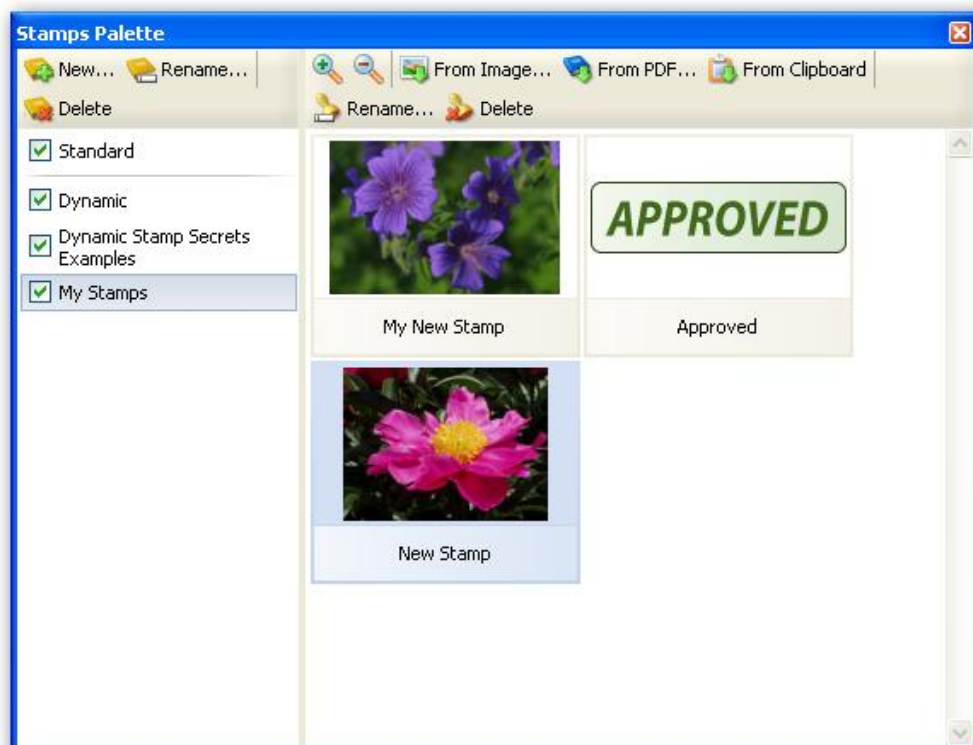 Stamps Palette
New... Rename...
Delete
Standard
Dynamic
Dynamic Stamp Secrets
Examples
My Stamps
From Image... From PDF... From Clipboard
Rename... Delete
APPROVED
My New Stamp
Approved
New Stamp